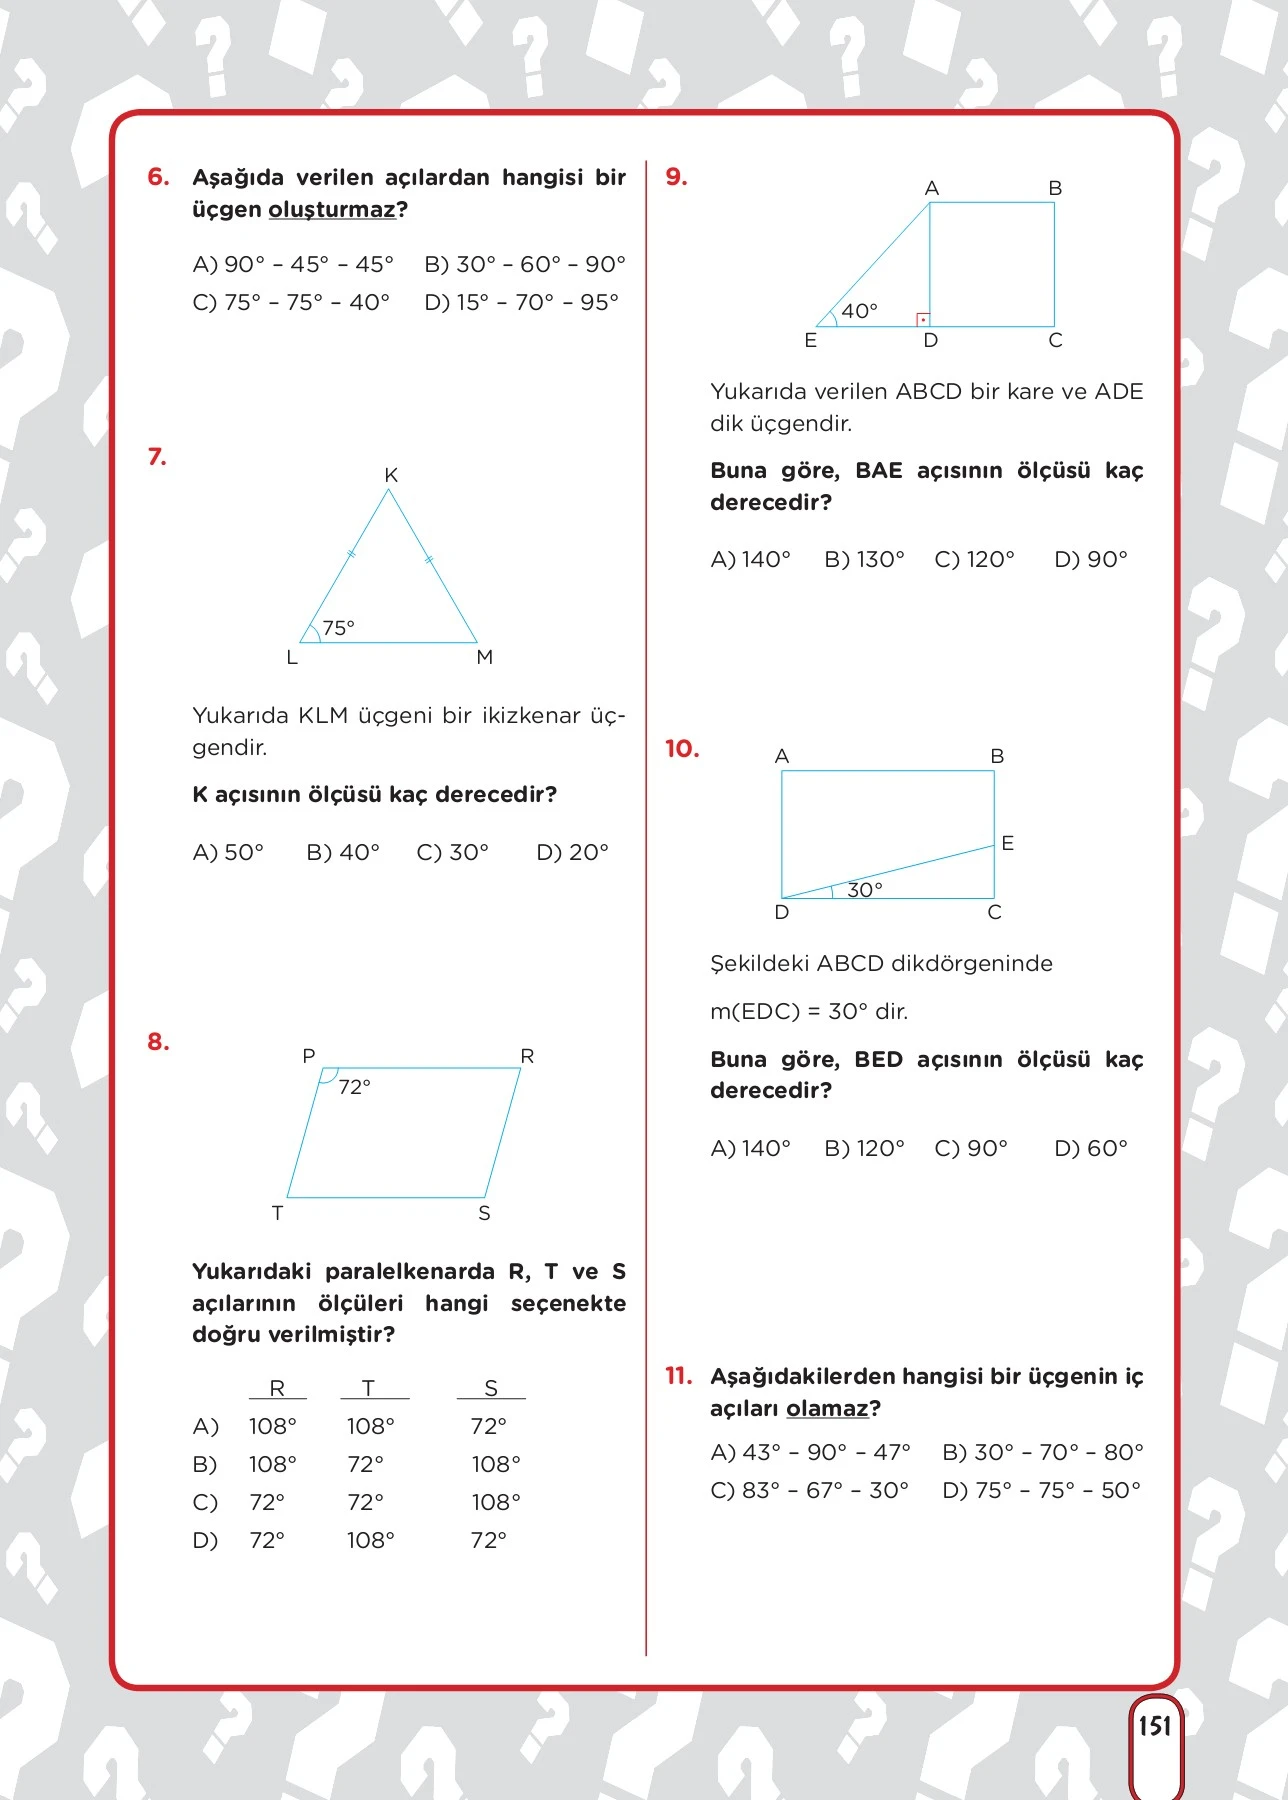 6. Aşağıda verilen açılardan hangisi bir
üçgen oluşturmaz?
A) 90° – 45° – 45° B) 30° – 60° – 90°
C) 75° – 75° – 40° D) 15° – 70° – 95°
7.
K
75°
L M
Yukarıda KLM üçgeni bir ikizkenar üç-
gendir.
K açısının ölçüsü kaç derecedir?
A) 50° B) 40° C) 30° D) 20°
8.
P R
72°
T S
Yukarıdaki paralelkenarda R, T ve S
açılarının ölçüleri hangi seçenekte
doğru verilmiştir?
R T S
A) 108° 108° 72°
B) 108° 72° 108°
C) 72° 72° 108°
D) 72° 108° 72°
9.
A B
40°
E D C
Yukarıda verilen ABCD bir kare ve ADE
dik üçgendir.
Buna göre, BAE açısının ölçüsü kaç
derecedir?
A) 140° B) 130° C) 120° D) 90°
10.
A B
E
30°
D C
Şekildeki ABCD dikdörgeninde
m(EDC) = 30° dir.
Buna göre, BED açısının ölçüsü kaç
derecedir?
A) 140° B) 120° C) 90° D) 60°
11. Aşağıdakilerden hangisi bir üçgenin iç
açıları olamaz?
A) 43° – 90° – 47° B) 30° – 70° – 80°
C) 83° – 67° – 30° D) 75° – 75° – 50°
151